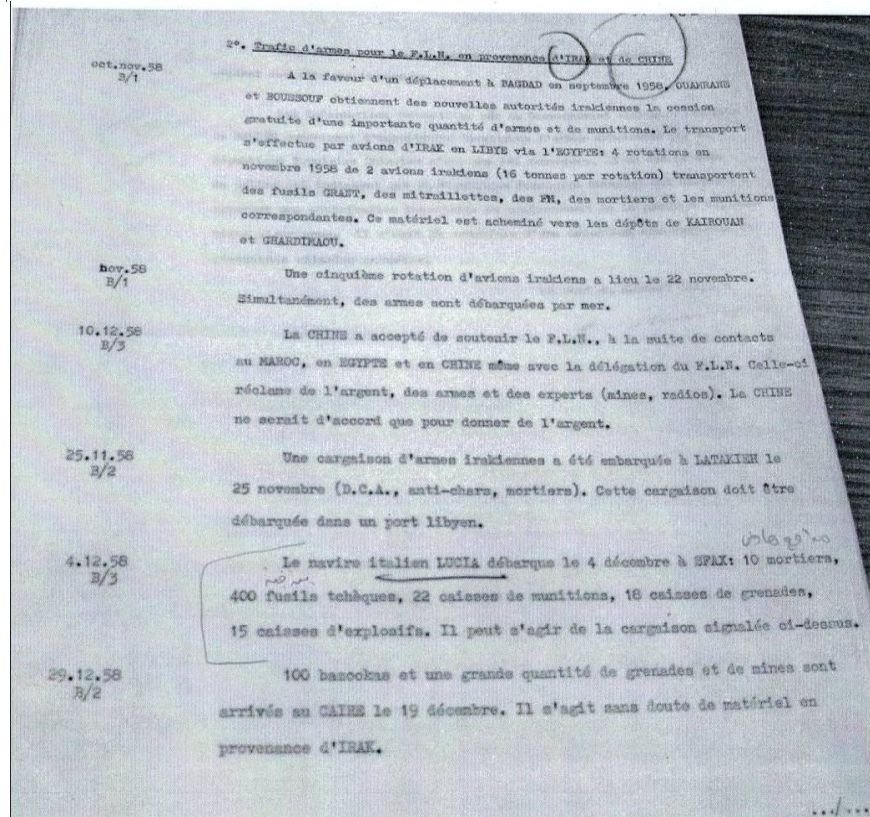 2°. Trafic d'armes pour le F.L.N. en provenance d'IRAK et de CHINE
oct.nov.58
B/1
A la faveur d'un déplacement à BAGDAD en septembre 1958, OUAMRANE
et BOUSSOUF obtiennent des nouvelles autorités irakiennes la cession
gratuite d'une importante quantité d'armes et de munitions. Le transport
s'effectue par avions d'IRAK en LIBYE via l'EGYPTE: 4 rotations en
novembre 1958 de 2 avions irakiens (16 tonnes par rotation) transportent
des fusils GRANT, des mitraillettes, des FM, des mortiers et les munitions
correspondantes. Ce matériel est acheminé vers les dépôts de KAIROUAN
et GHARDIMAOU.
nov.58
B/1
Une cinquième rotation d'avions irakiens a lieu le 22 novembre.
Simultanément, des armes sont débarquées par mer.
10.12.58
B/3
La CHINE a accepté de soutenir le F.L.N., à la suite de contacts
au MAROC, en EGYPTE et en CHINE même avec la délégation du F.L.N. Celle-ci
réclame de l'argent, des armes et des experts (mines, radios). La CHINE
ne serait d'accord que pour donner de l'argent.
25.11.58
B/2
Une cargaison d'armes irakiennes a été embarquée à LATAKIEH le
25 novembre (D.C.A., anti-chars, mortiers). Cette cargaison doit être
débarquée dans un port libyen.
4.12.58
B/3
Le navire italien LUCIA débarque le 4 décembre à SFAX: 10 mortiers,
400 fusils tchèques, 22 caisses de munitions, 18 caisses de grenades,
15 caisses d'explosifs. Il peut s'agir de la cargaison signalée ci-dessus.
29.12.58
B/2
100 bazookas et une grande quantité de grenades et de mines sont
arrivés au CAIRE le 19 décembre. Il s'agit sans doute de matériel en
provenance d'IRAK.
.../...